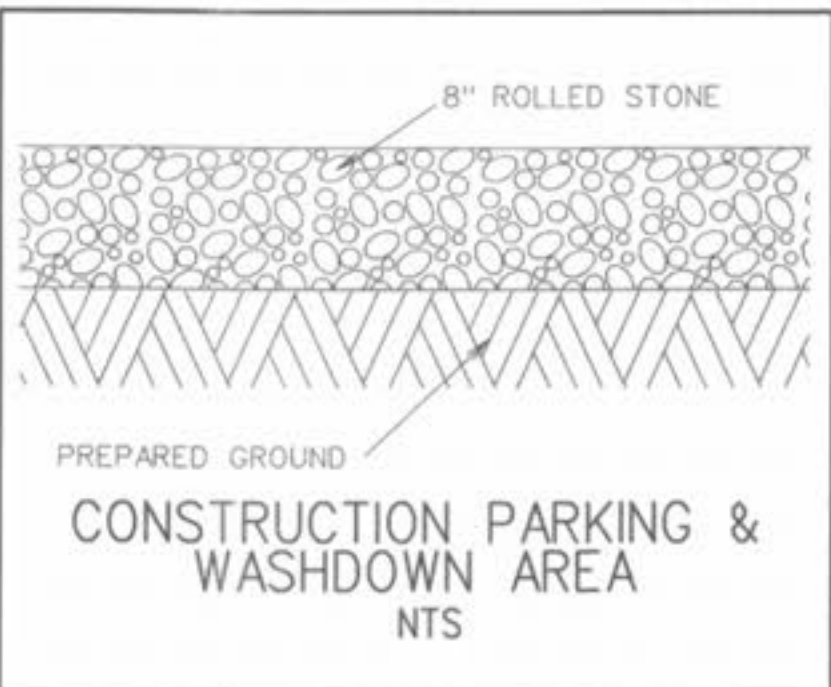 8" ROLLED STONE
PREPARED GROUND
CONSTRUCTION PARKING &
WASHDOWN AREA
NTS